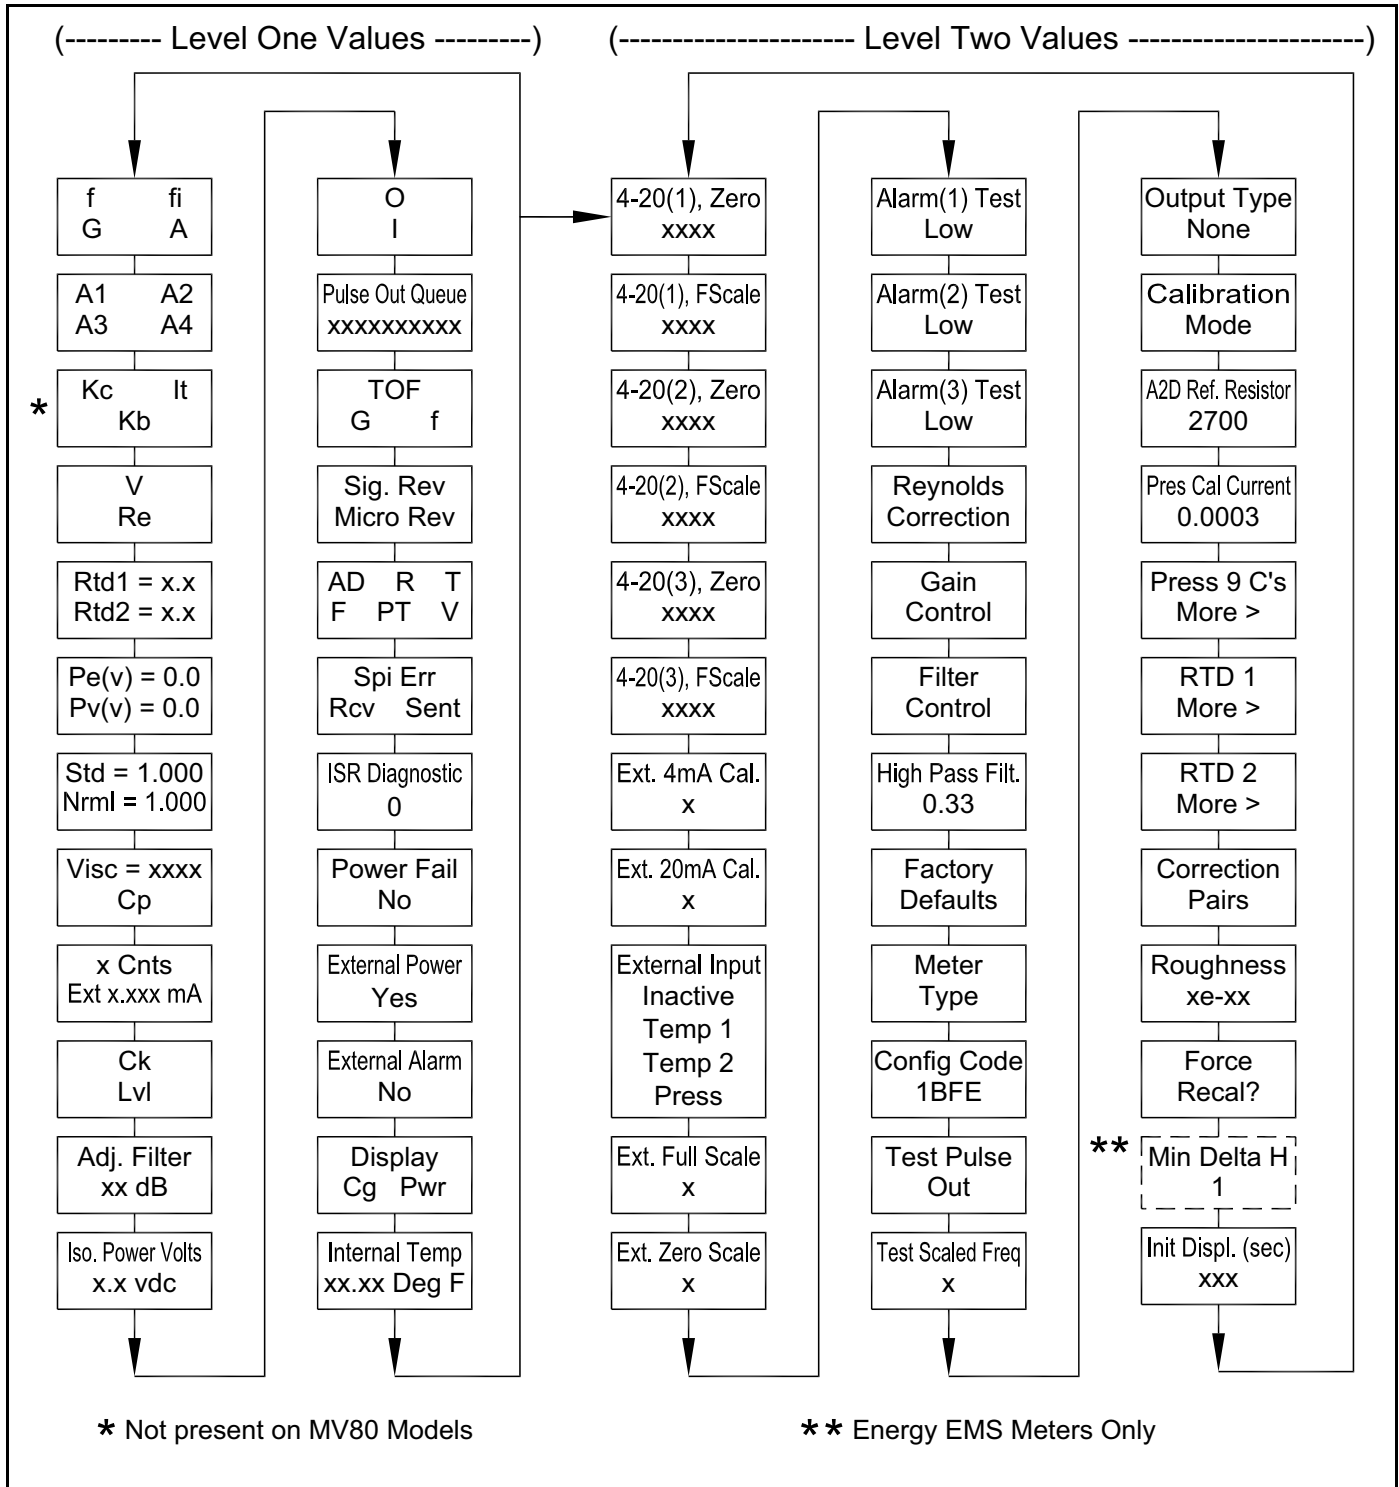 (--------- Level One Values ---------)
(---------------------- Level Two Values ----------------------)
f fi
G A
A1 A2
A3 A4
*
Kc It
Kb
V
Re
Rtd1 = x.x
Rtd2 = x.x
Pe(v) = 0.0
Pv(v) = 0.0
Std = 1.000
Nrml = 1.000
Visc = xxxx
Cp
x Cnts
Ext x.xxx mA
Ck
Lvl
Adj. Filter
xx dB
Iso. Power Volts
x.x vdc
O
I
Pulse Out Queue
xxxxxxxxxx
TOF
G f
Sig. Rev
Micro Rev
AD R T
F PT V
Spi Err
Rcv Sent
ISR Diagnostic
0
Power Fail
No
External Power
Yes
External Alarm
No
Display
Cg Pwr
Internal Temp
xx.xx Deg F
4-20(1), Zero
xxxx
4-20(1), FScale
xxxx
4-20(2), Zero
xxxx
4-20(2), FScale
xxxx
4-20(3), Zero
xxxx
4-20(3), FScale
xxxx
Ext. 4mA Cal.
x
Ext. 20mA Cal.
x
External Input
Inactive
Temp 1
Temp 2
Press
Ext. Full Scale
x
Ext. Zero Scale
x
Alarm(1) Test
Low
Alarm(2) Test
Low
Alarm(3) Test
Low
Reynolds
Correction
Gain
Control
Filter
Control
High Pass Filt.
0.33
Factory
Defaults
Meter
Type
Config Code
1BFE
Test Pulse
Out
Test Scaled Freq
x
Output Type
None
Calibration
Mode
A2D Ref. Resistor
2700
Pres Cal Current
0.0003
Press 9 C's
More >
RTD 1
More >
RTD 2
More >
Correction
Pairs
Roughness
xe-xx
Force
Recal?
**
Min Delta H
1
Init Displ. (sec)
xxx
* Not present on MV80 Models
** Energy EMS Meters Only